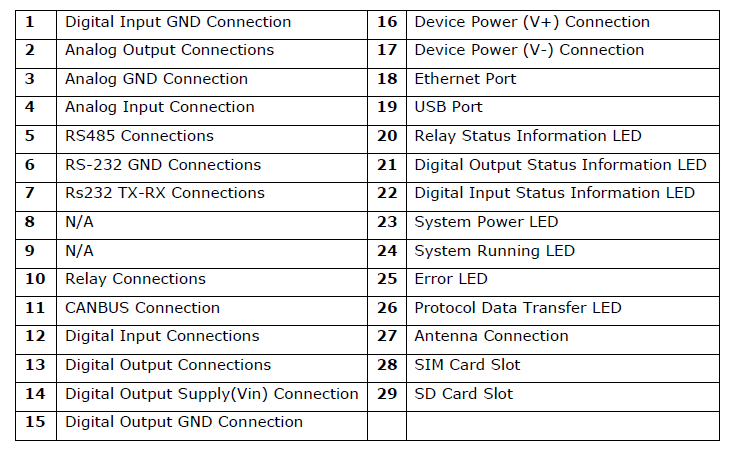 1 Digital Input GND Connection 16 Device Power (V+) Connection
2 Analog Output Connections 17 Device Power (V-) Connection
3 Analog GND Connection 18 Ethernet Port
4 Analog Input Connection 19 USB Port
5 RS485 Connections 20 Relay Status Information LED
6 RS-232 GND Connections 21 Digital Output Status Information LED
7 Rs232 TX-RX Connections 22 Digital Input Status Information LED
8 N/A 23 System Power LED
9 N/A 24 System Running LED
10 Relay Connections 25 Error LED
11 CANBUS Connection 26 Protocol Data Transfer LED
12 Digital Input Connections 27 Antenna Connection
13 Digital Output Connections 28 SIM Card Slot
14 Digital Output Supply(Vin) Connection 29 SD Card Slot
15 Digital Output GND Connection